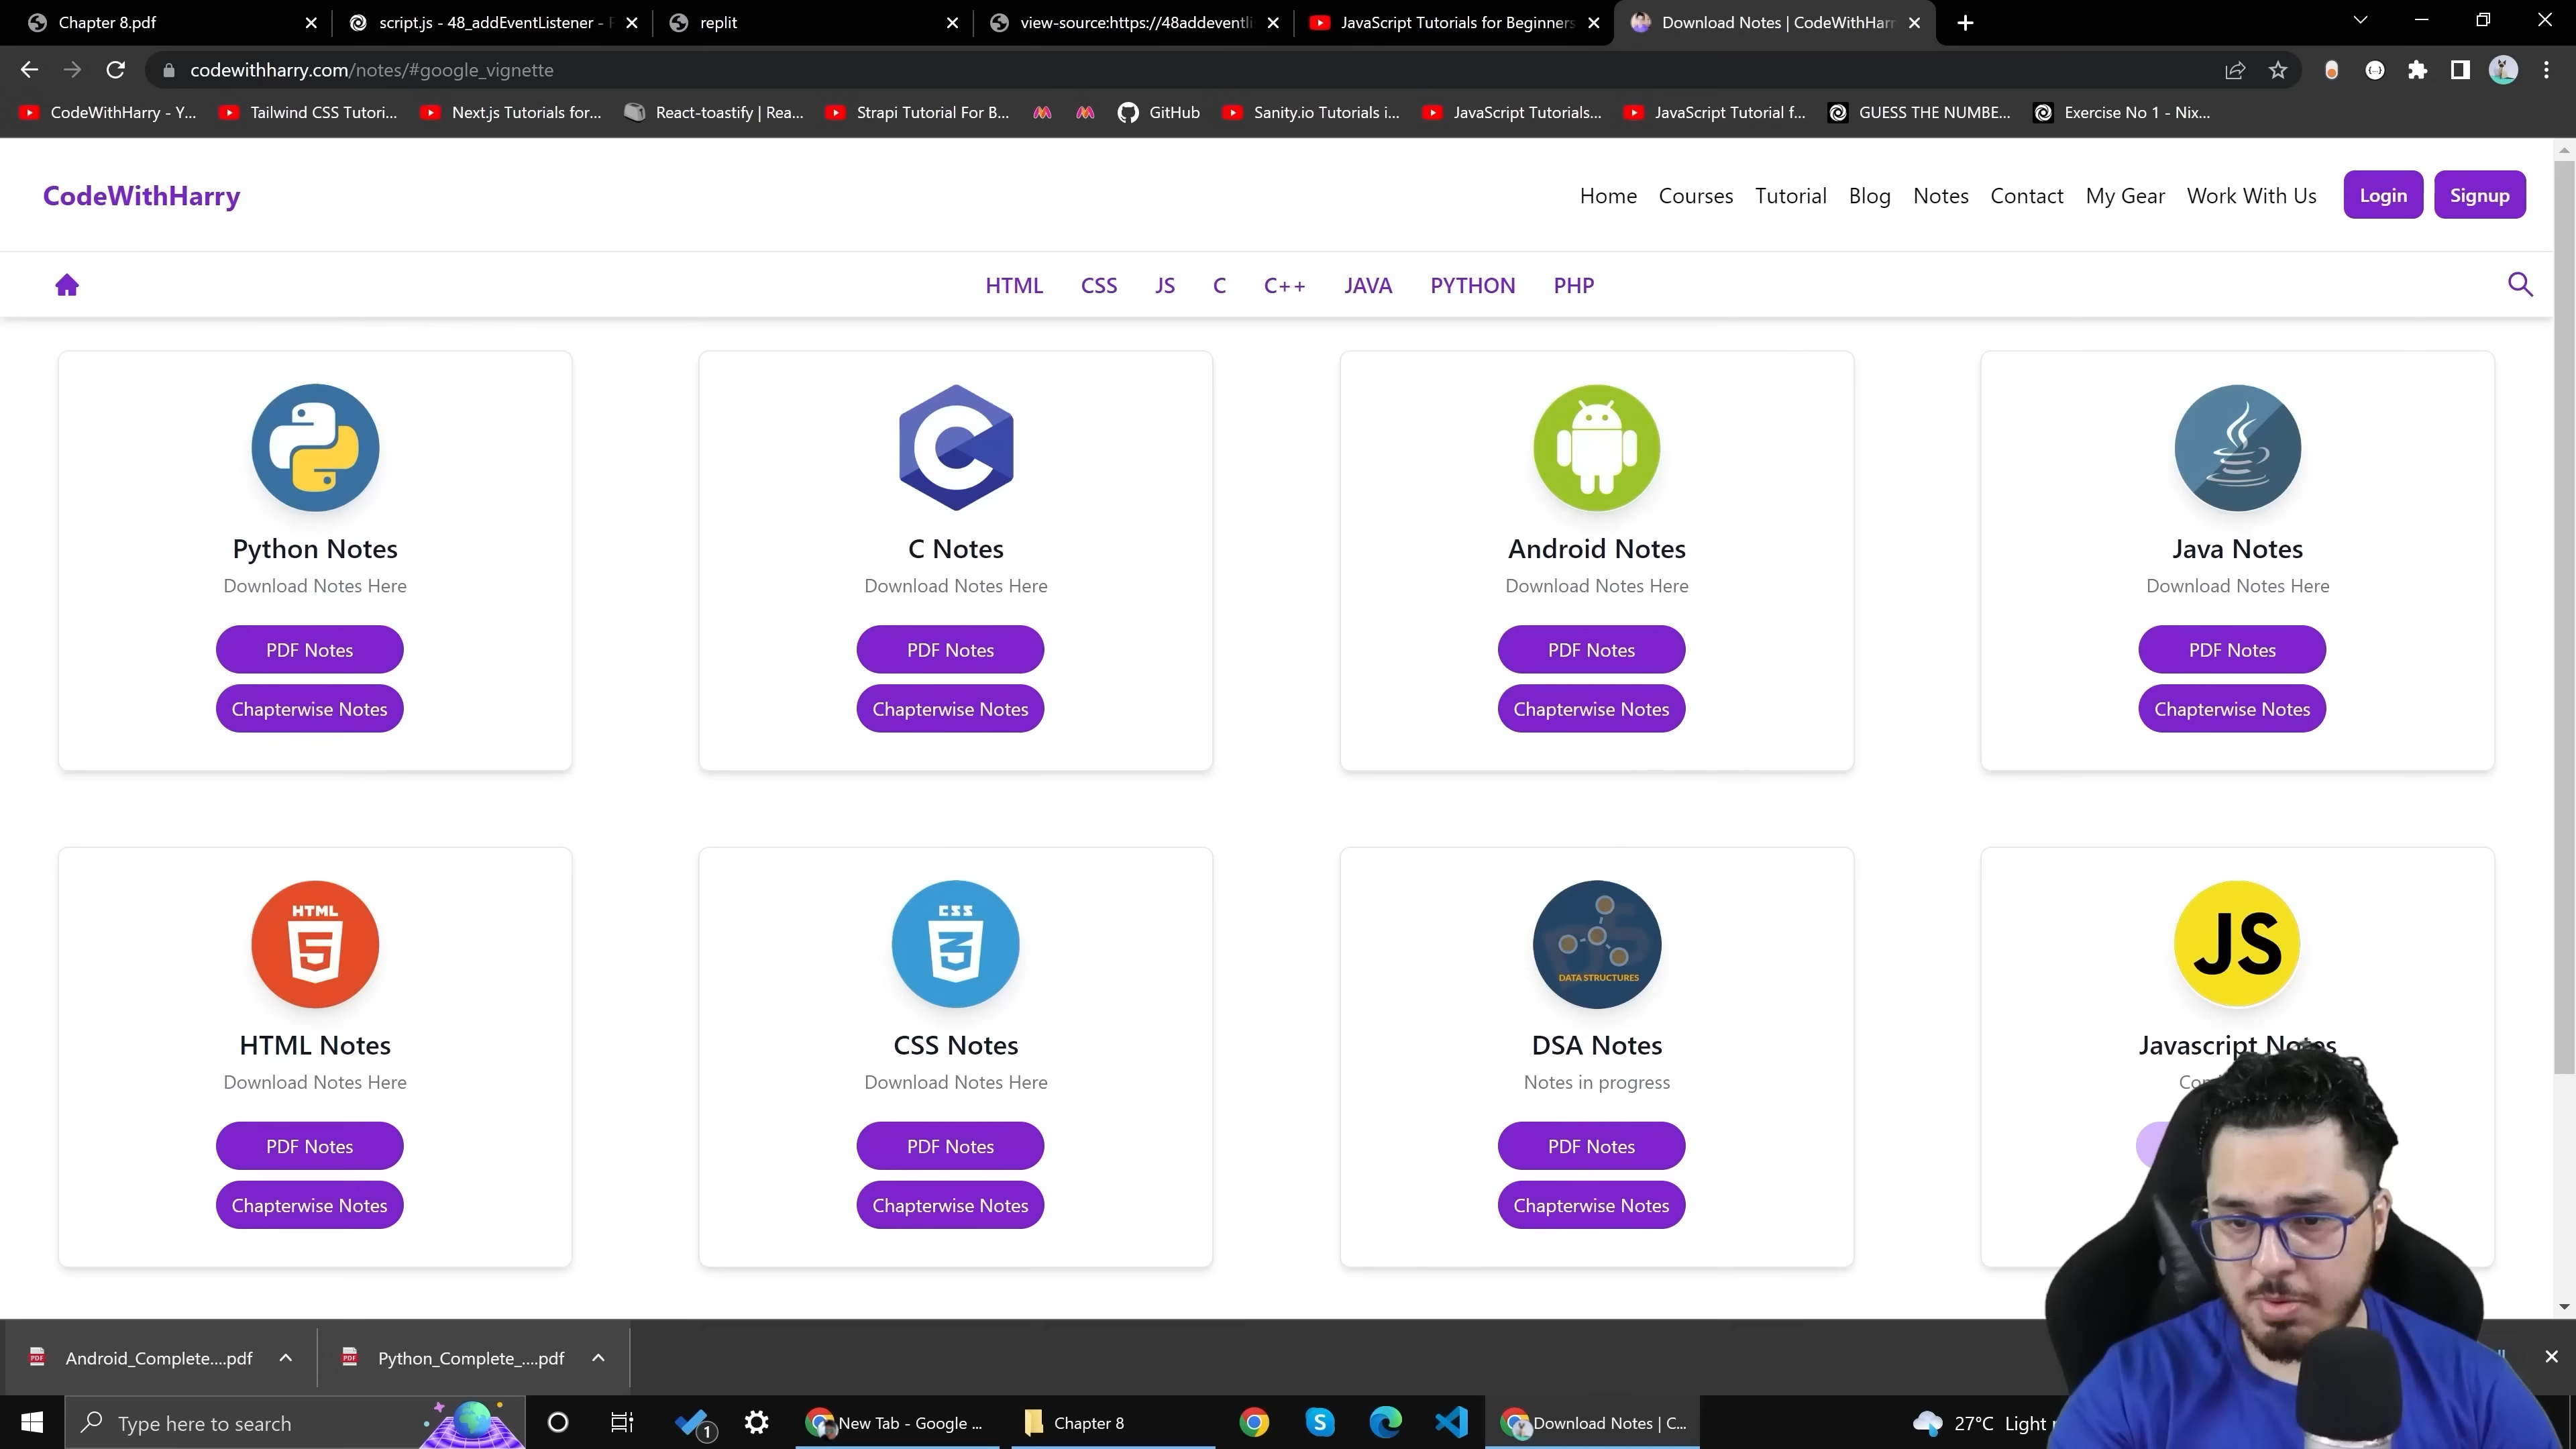 Chapter 8.pdf
script.js - 48_addEventListener -
replit
view-source:https://48addeventli
JavaScript Tutorials for Beginners
Download Notes | CodeWithHarr
codewithharry.com/notes/#google_vignette
CodeWithHarry - Y...
Tailwind CSS Tutori...
Next.js Tutorials for...
React-toastify | Rea...
Strapi Tutorial For B...
GitHub
Sanity.io Tutorials i...
JavaScript Tutorials...
JavaScript Tutorial f...
GUESS THE NUMBE...
Exercise No 1 - Nix...
CodeWithHarry
Home Courses Tutorial Blog Notes Contact My Gear Work With Us Login Signup
HTML CSS JS C C++ JAVA PYTHON PHP
Python Notes
Download Notes Here
PDF Notes
Chapterwise Notes
C
C Notes
Download Notes Here
PDF Notes
Chapterwise Notes
Android Notes
Download Notes Here
PDF Notes
Chapterwise Notes
Java Notes
Download Notes Here
PDF Notes
Chapterwise Notes
HTML
5
HTML Notes
Download Notes Here
PDF Notes
Chapterwise Notes
CSS
3
CSS Notes
Download Notes Here
PDF Notes
Chapterwise Notes
DATA STRUCTURES
DSA Notes
Notes in progress
PDF Notes
Chapterwise Notes
JS
Javascript Notes
Android_Complete....pdf
Python_Complete_....pdf
Type here to search
1
New Tab - Google ...
Chapter 8
Download Notes | C...
27°C Light